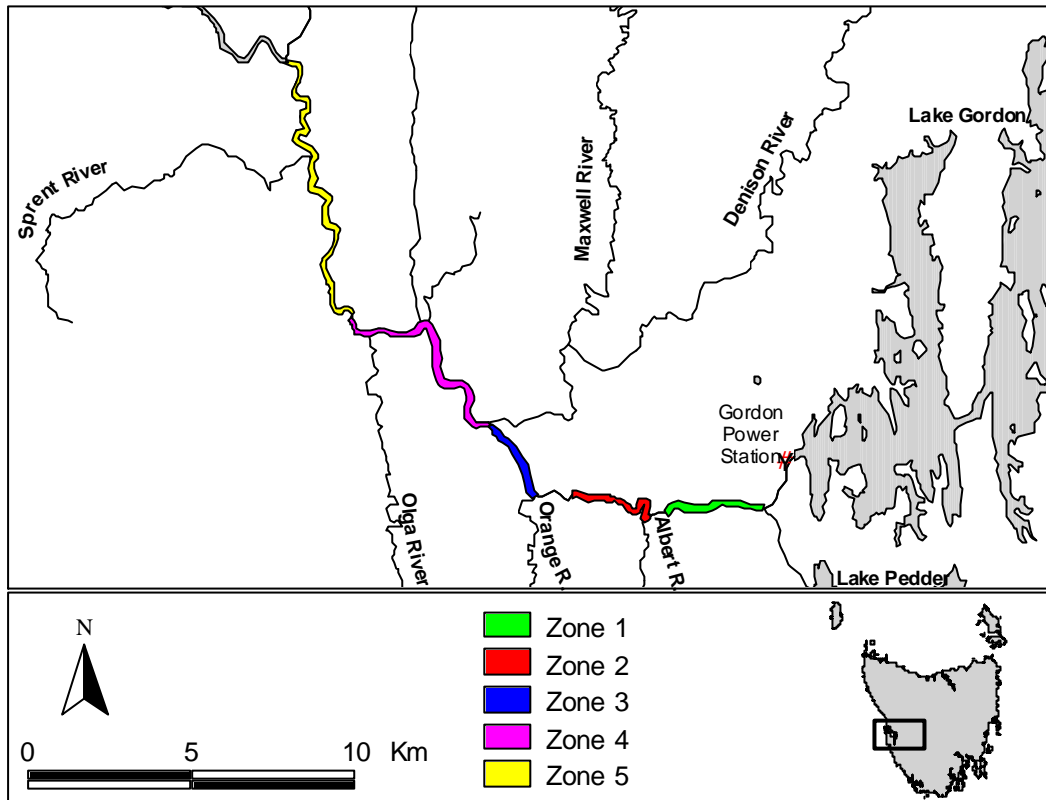 Lake Gordon
Sprent River
Maxwell River
Denison River
Gordon
Power
Station
Olga River
Orange R.
Albert R.
Lake Pedder
N
0 5 10 Km
Zone 1
Zone 2
Zone 3
Zone 4
Zone 5